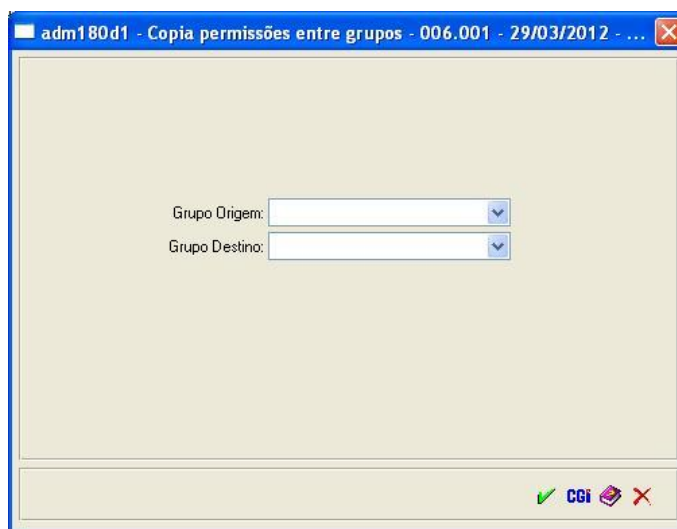 adm180d1 - Copia permissões entre grupos - 006.001 - 29/03/2012 - ...
Grupo Origem:
Grupo Destino:
CGi